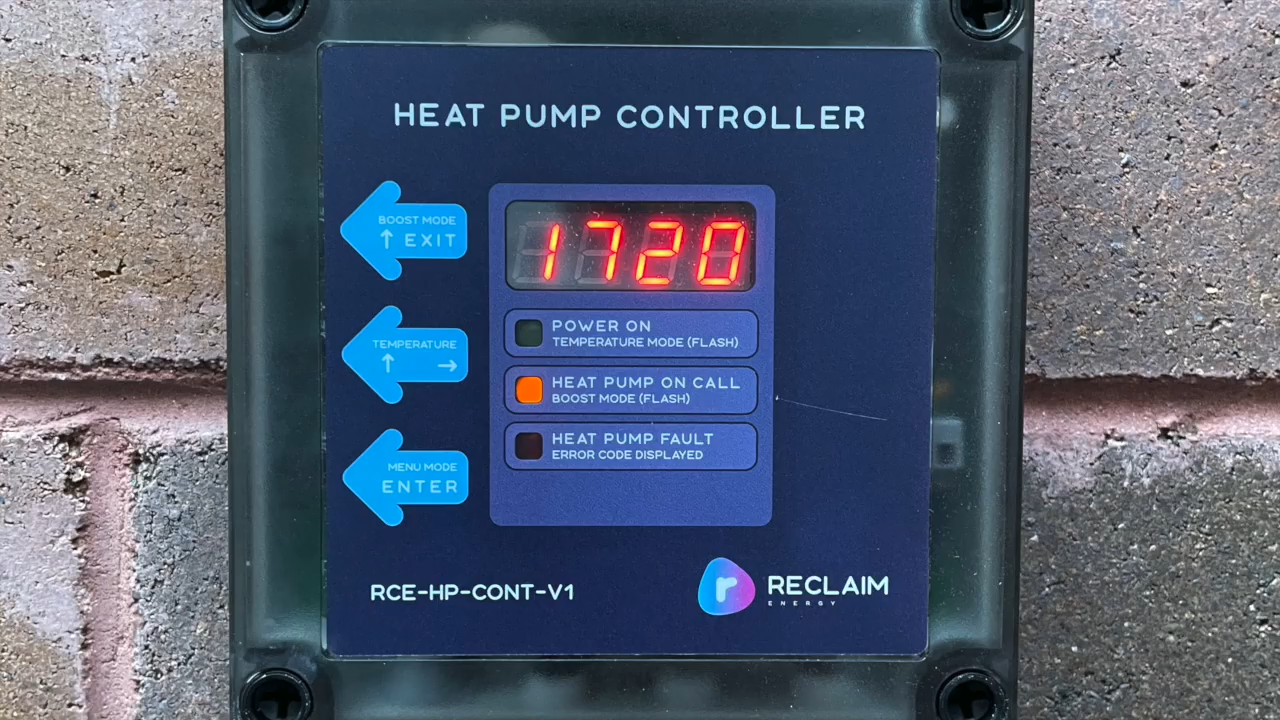 HEAT PUMP CONTROLLER
BOOST MODE
↑ EXIT
1720
POWER ON
TEMPERATURE MODE (FLASH)
TEMPERATURE
↑ →
HEAT PUMP ON CALL
BOOST MODE (FLASH)
HEAT PUMP FAULT
ERROR CODE DISPLAYED
MENU MODE
ENTER
RCE-HP-CONT-V1
r RECLAIM
ENERGY